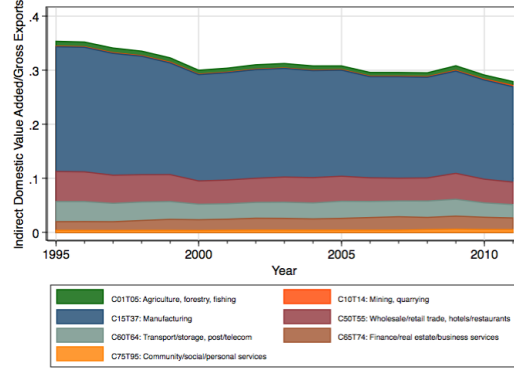 Indirect Domestic Value Added/Gross Exports
.4
.3
.2
.1
0
1995
2000
2005
2010
Year
C01T05: Agriculture, forestry, fishing
C10T14: Mining, quarrying
C15T37: Manufacturing
C50T55: Wholesale/retail trade, hotels/restaurants
C60T64: Transport/storage, post/telecom
C65T74: Finance/real estate/business services
C75T95: Community/social/personal services